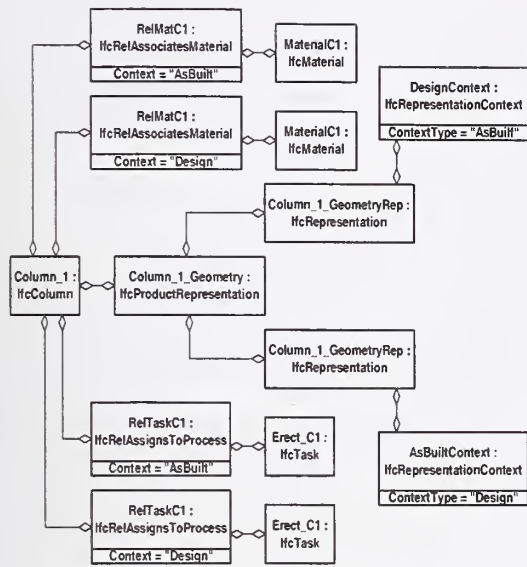 RelMatC1 :
IfcRelAssociatesMaterial
Context = "AsBuilt"
MaterialC1 :
IfcMaterial
RelMatC1 :
IfcRelAssociatesMaterial
Context = "Design"
MaterialC1 :
IfcMaterial
DesignContext :
IfcRepresentationContext
ContextType = "AsBuilt"
Column_1_GeometryRep :
IfcRepresentation
Column_1 :
IfcColumn
Column_1_Geometry :
IfcProductRepresentation
Column_1_GeometryRep :
IfcRepresentation
RelTaskC1 :
IfcRelAssignsToProcess
Context = "AsBuilt"
Erect_C1 :
IfcTask
AsBuiltContext :
IfcRepresentationContext
ContextType = "Design"
RelTaskC1 :
IfcRelAssignsToProcess
Context = "Design"
Erect_C1 :
IfcTask